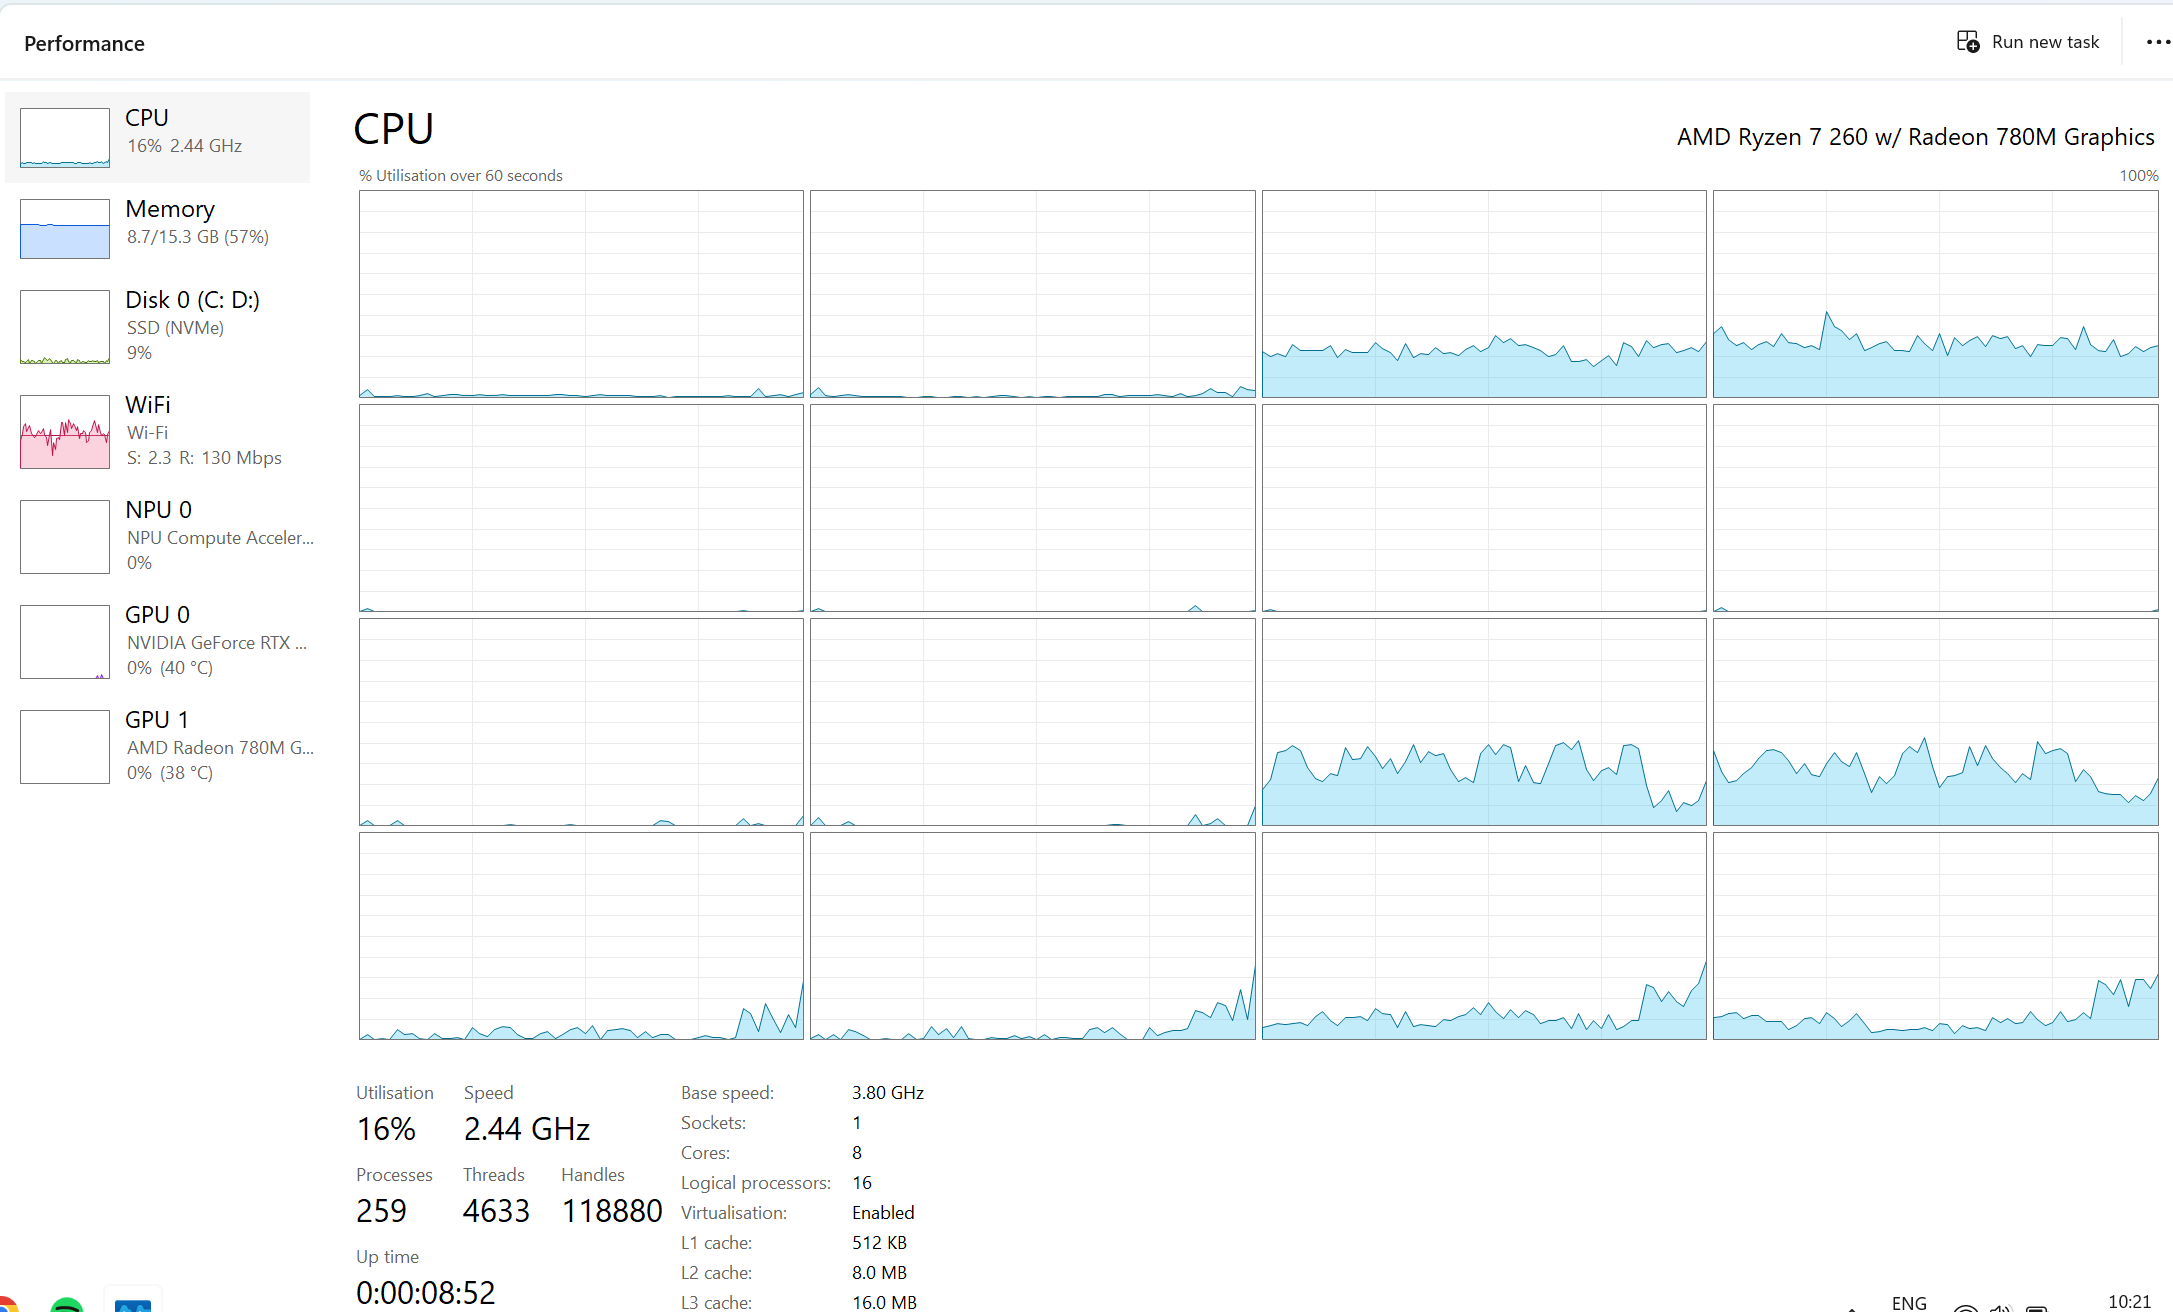 Performance
Run new task
CPU
16% 2.44 GHz
Memory
8.7/15.3 GB (57%)
Disk 0 (C: D:)
SSD (NVMe)
9%
WiFi
Wi-Fi
S: 2.3 R: 130 Mbps
NPU 0
NPU Compute Acceler...
0%
GPU 0
NVIDIA GeForce RTX ...
0% (40 °C)
GPU 1
AMD Radeon 780M G...
0% (38 °C)
CPU
AMD Ryzen 7 260 w/ Radeon 780M Graphics
% Utilisation over 60 seconds
100%
Utilisation
16%
Speed
2.44 GHz
Processes
259
Threads
4633
Handles
118880
Up time
0:00:08:52
Base speed: 3.80 GHz
Sockets: 1
Cores: 8
Logical processors: 16
Virtualisation: Enabled
L1 cache: 512 KB
L2 cache: 8.0 MB
L3 cache: 16.0 MB
ENG
10:21